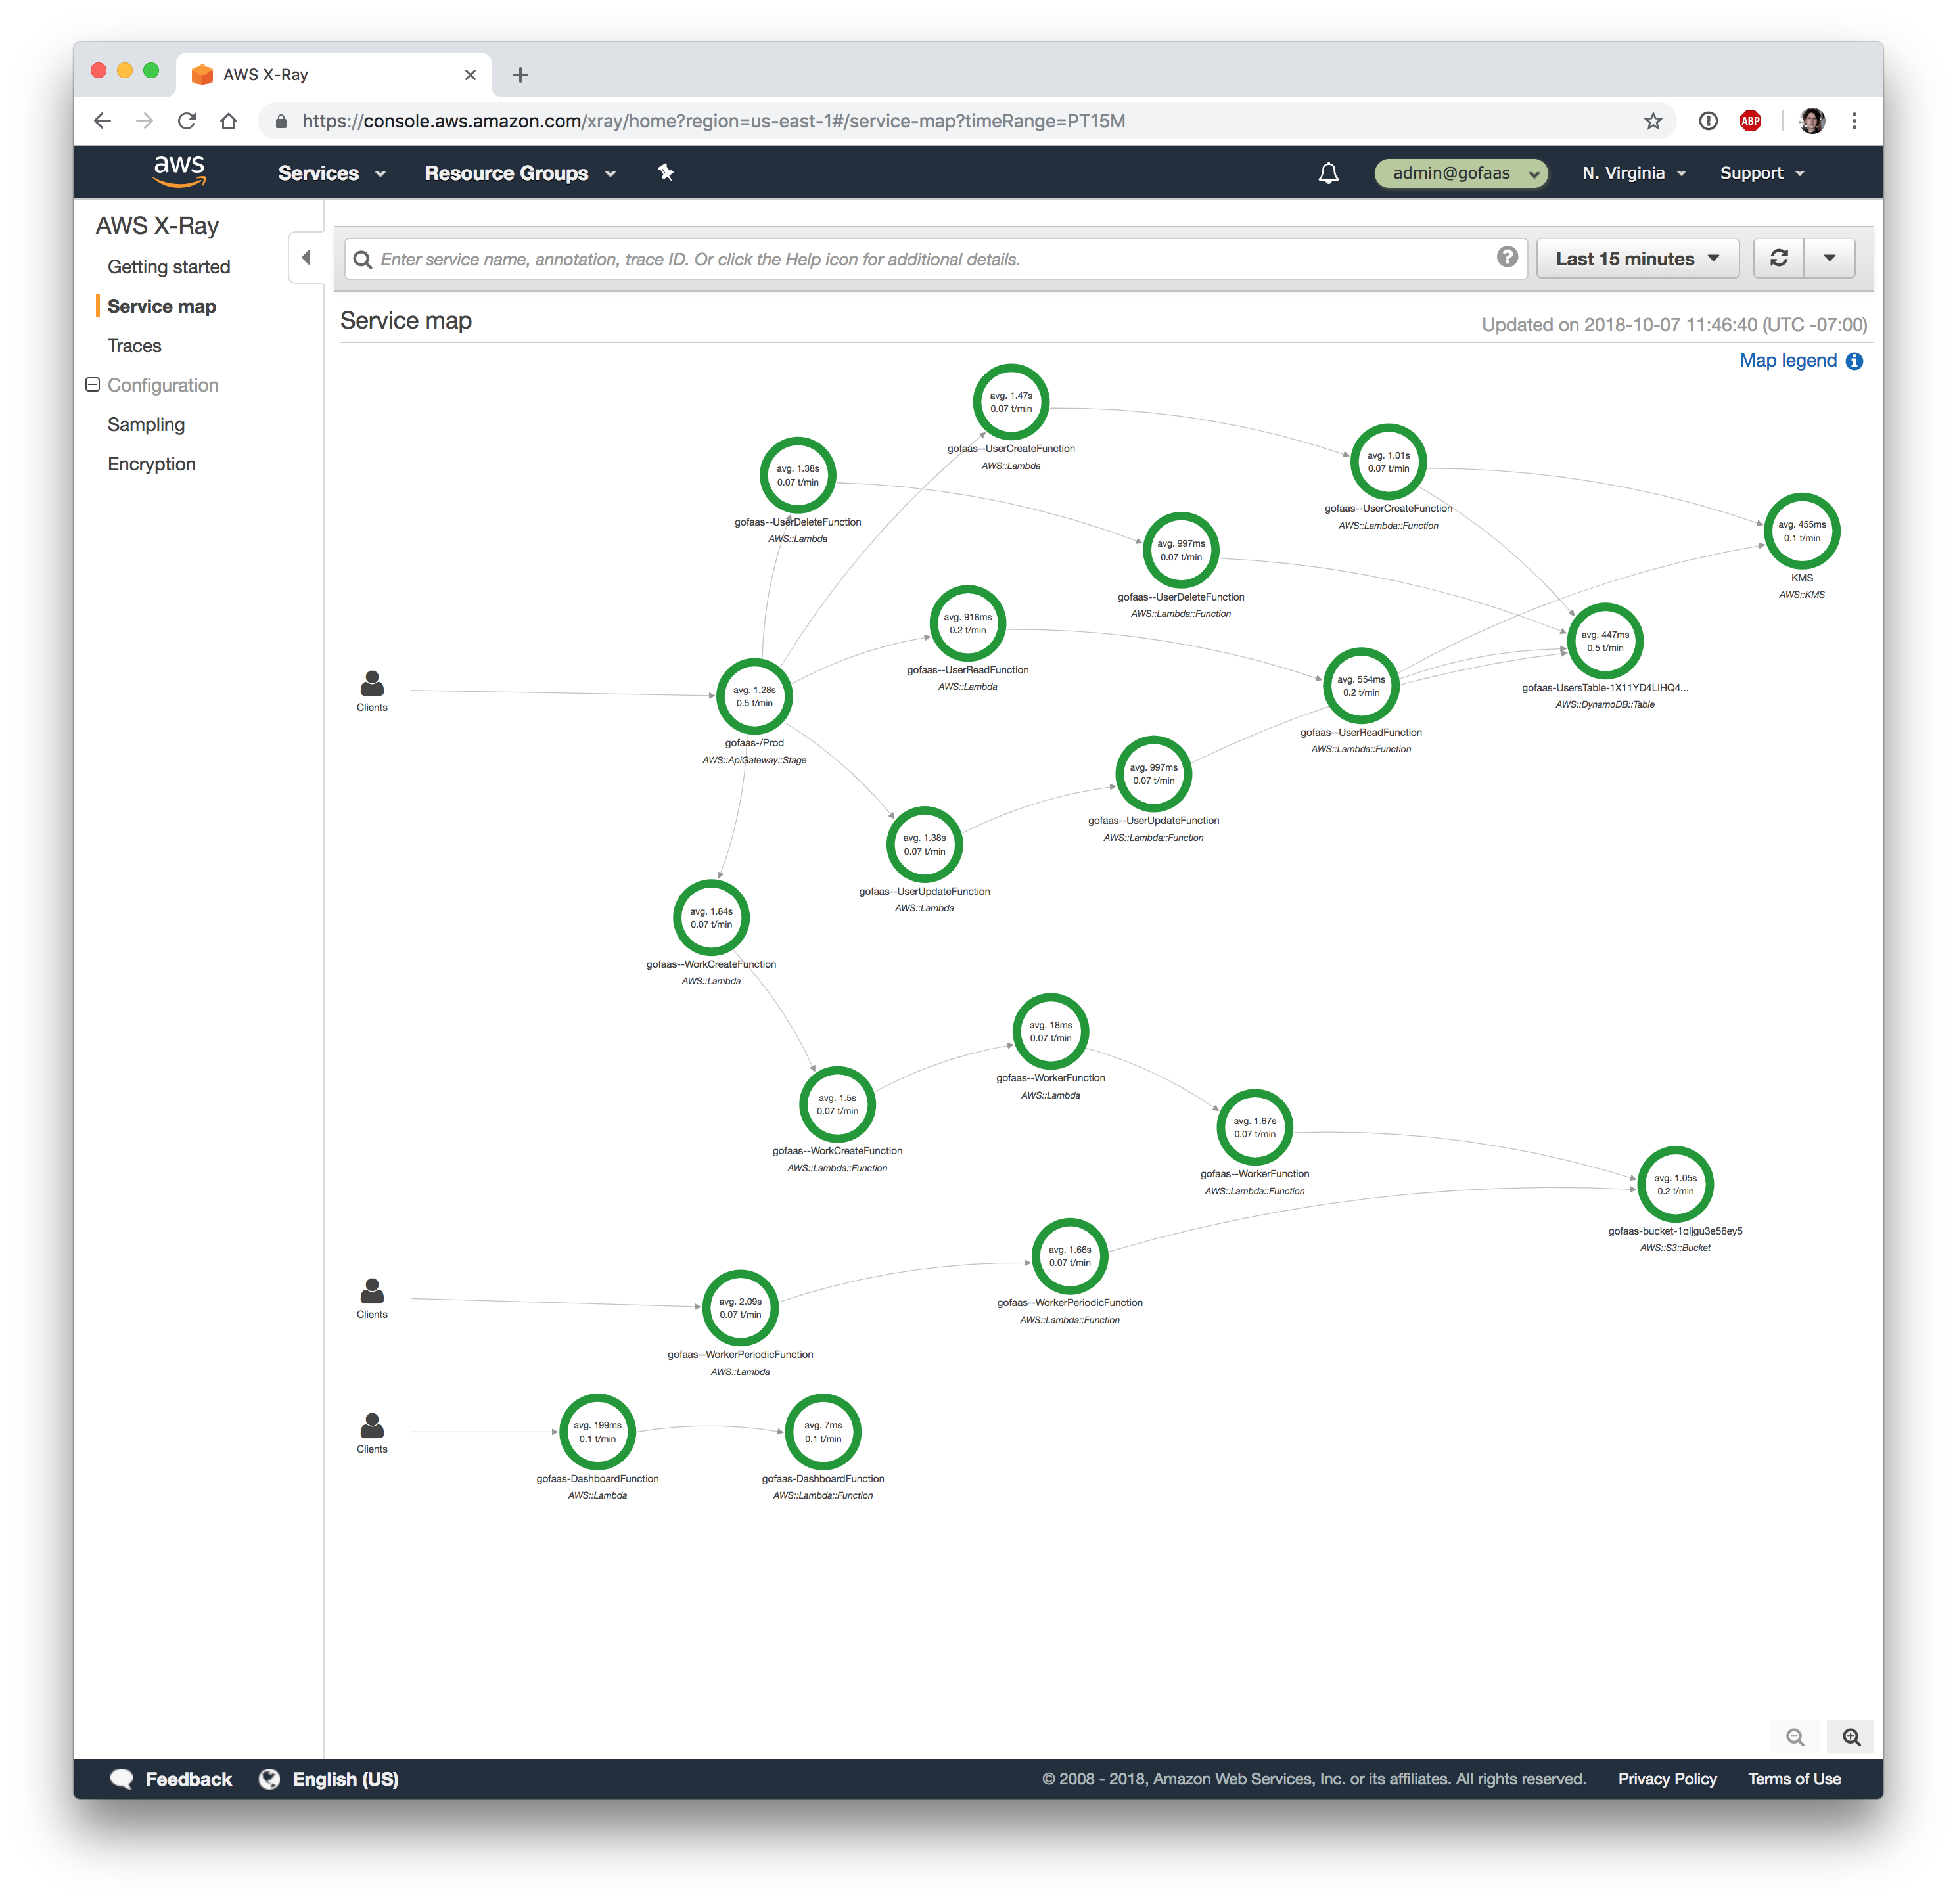 AWS X-Ray
https://console.aws.amazon.com/xray/home?region=us-east-1#/service-map?timeRange=PT15M
ABP
aws
Services
Resource Groups
admin@gofaas
N. Virginia
Support
AWS X-Ray
Getting started
Service map
Traces
Configuration
Sampling
Encryption
Enter service name, annotation, trace ID. Or click the Help icon for additional details.
Last 15 minutes
Service map
Updated on 2018-10-07 11:46:40 (UTC -07:00)
Map legend
avg. 1.47s
0.07 t/min
gofaas--UserCreateFunction
AWS::Lambda
avg. 1.38s
0.07 t/min
gofaas--UserDeleteFunction
AWS::Lambda
avg. 1.01s
0.07 t/min
gofaas--UserCreateFunction
AWS::Lambda::Function
avg. 455ms
0.1 t/min
KMS
AWS::KMS
avg. 997ms
0.07 t/min
gofaas--UserDeleteFunction
AWS::Lambda::Function
avg. 918ms
0.2 t/min
gofaas--UserReadFunction
AWS::Lambda
avg. 447ms
0.5 t/min
gofaas-UsersTable-1X11YD4LIHQ4...
AWS::DynamoDB::Table
Clients
avg. 1.28s
0.5 t/min
gofaas-/Prod
AWS::ApiGateway::Stage
avg. 554ms
0.2 t/min
gofaas--UserReadFunction
AWS::Lambda::Function
avg. 997ms
0.07 t/min
gofaas--UserUpdateFunction
AWS::Lambda::Function
avg. 1.38s
0.07 t/min
gofaas--UserUpdateFunction
AWS::Lambda
avg. 1.84s
0.07 t/min
gofaas--WorkCreateFunction
AWS::Lambda
avg. 18ms
0.07 t/min
gofaas--WorkerFunction
AWS::Lambda
avg. 1.5s
0.07 t/min
gofaas--WorkCreateFunction
AWS::Lambda::Function
avg. 1.67s
0.07 t/min
gofaas--WorkerFunction
AWS::Lambda::Function
avg. 1.05s
0.2 t/min
gofaas-bucket-1qljgu3e56ey5
AWS::S3::Bucket
avg. 1.66s
0.07 t/min
gofaas--WorkerPeriodicFunction
AWS::Lambda::Function
Clients
avg. 2.09s
0.07 t/min
gofaas--WorkerPeriodicFunction
AWS::Lambda
Clients
avg. 199ms
0.1 t/min
gofaas-DashboardFunction
AWS::Lambda
avg. 7ms
0.1 t/min
gofaas-DashboardFunction
AWS::Lambda::Function
Feedback
English (US)
© 2008 - 2018, Amazon Web Services, Inc. or its affiliates. All rights reserved.
Privacy Policy
Terms of Use